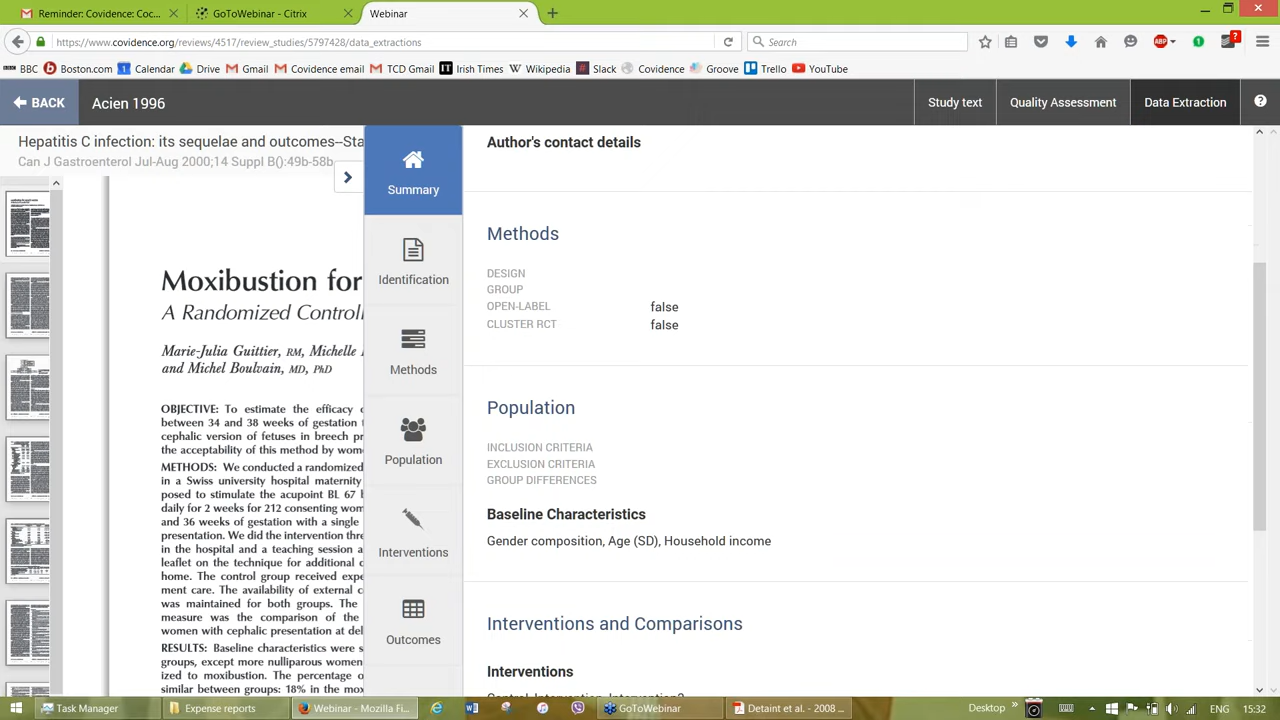 Reminder: Covidence Cor
GoToWebinar - Citrix
Webinar
https://www.covidence.org/reviews/4517/review_studies/5797428/data_extractions
Search
ABP
1
?
BBC Boston.com Calendar Drive Gmail Covidence email TCD Gmail Irish Times Wikipedia Slack Covidence Groove Trello YouTube
BACK
Acien 1996
Study text
Quality Assessment
Data Extraction
?
Hepatitis C infection: its sequelae and outcomes--Sta
Can J Gastroenterol Jul-Aug 2000;14 Suppl B():49b-58b
Moxibustion for
A Randomized Controll
Marie-Julia Guittier, RM, Michelle
and Michel Boulvain, MD, PhD
OBJECTIVE: To estimate the efficacy
between 34 and 38 weeks of gestation
cephalic version of fetuses in breech
the acceptability of this method by
METHODS: We conducted a randomized
in a Swiss university hospital maternity
posed to stimulate the acupoint BL 67
daily for 2 weeks for 212 consenting
and 36 weeks of gestation with a single
presentation. We did the intervention
in the hospital and a teaching session
leaflet on the technique for additional
home. The control group received
ment care. The availability of external
was maintained for both groups. The
measure was the comparison of the
women with cephalic presentation at
RESULTS: Baseline characteristics were
groups, except more nulliparous women
ized to moxibustion. The percentage
similar between groups: 18% in the
Summary
Identification
Methods
Population
Interventions
Outcomes
Author's contact details
Methods
DESIGN
GROUP
OPEN-LABEL false
CLUSTER RCT false
Population
INCLUSION CRITERIA
EXCLUSION CRITERIA
GROUP DIFFERENCES
Baseline Characteristics
Gender composition, Age (SD), Household income
Interventions and Comparisons
Interventions
Task Manager
Expense reports
Webinar - Mozilla Fi...
GoToWebinar
Detaint et al. - 2008 ...
Desktop
ENG
15:32